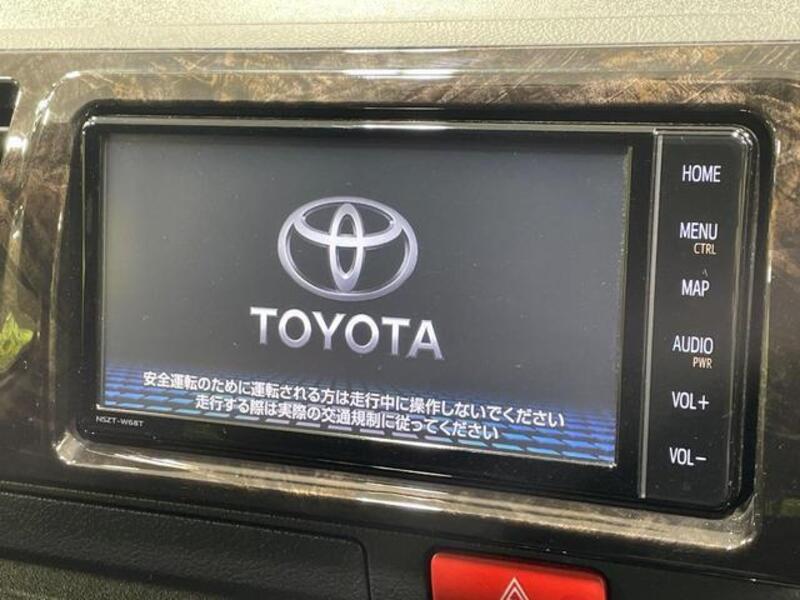 TOYOTA
安全運転のために運転される方は走行中に操作しないでください
走行する際は実際の交通規制に従ってください
NSZT-W68T
HOME
MENU
CTRL
MAP
AUDIO
PWR
VOL+
VOL-